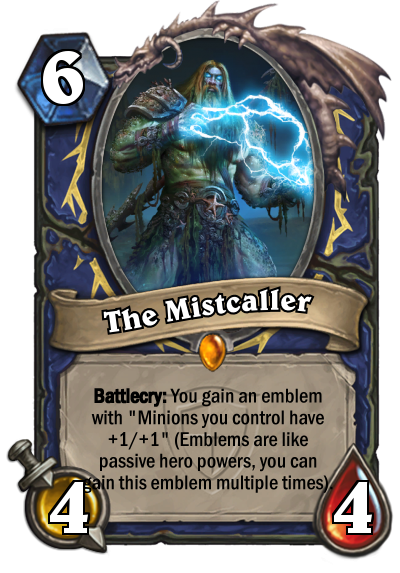 6
The Mistcaller
Battlecry: You gain an emblem
with "Minions you control have
+1/+1" (Emblems are like
passive hero powers, you can
gain this emblem multiple times).
4
4